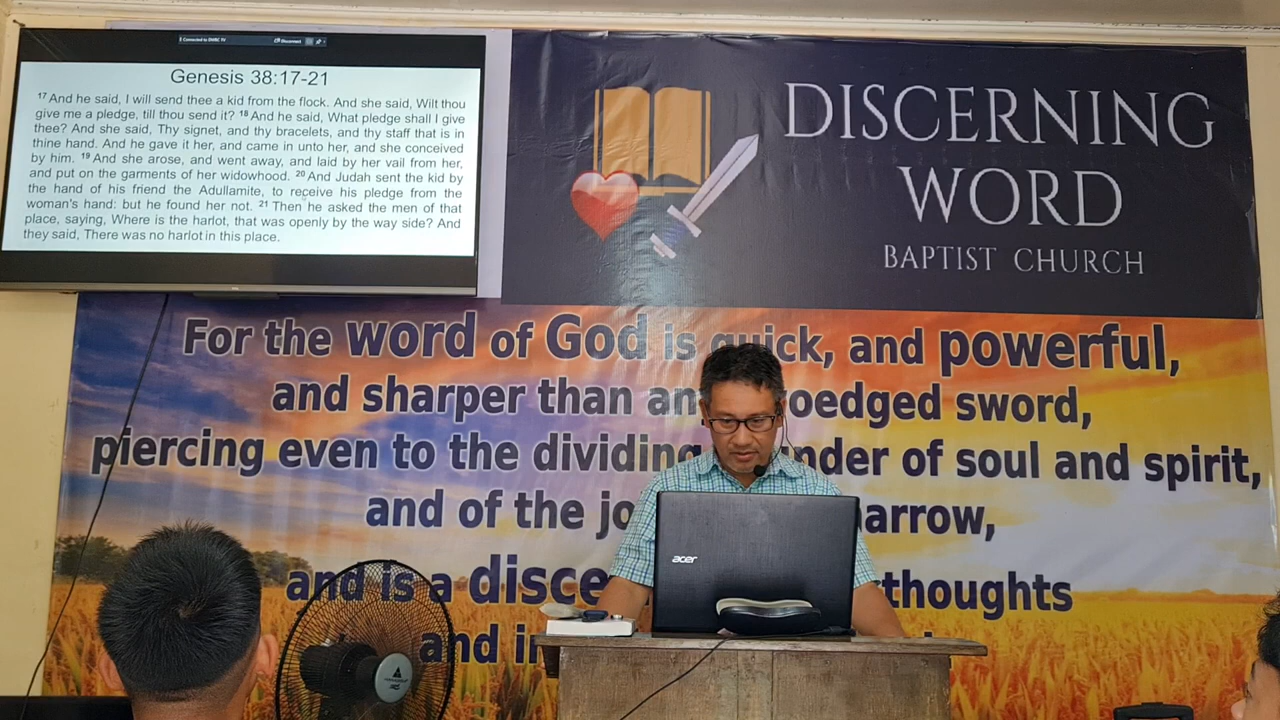 Connected to DWBC TV
Disconnect
Genesis 38:17-21
17 And he said, I will send thee a kid from the flock. And she said, Wilt thou
give me a pledge, till thou send it? 18 And he said, What pledge shall I give
thee? And she said, Thy signet, and thy bracelets, and thy staff that is in
thine hand. And he gave it her, and came in unto her, and she conceived
by him. 19 And she arose, and went away, and laid by her vail from her,
and put on the garments of her widowhood. 20 And Judah sent the kid by
the hand of his friend the Adullamite, to receive his pledge from the
woman's hand: but he found her not. 21 Then he asked the men of that
place, saying, Where is the harlot, that was openly by the way side? And
they said, There was no harlot in this place.
DISCERNING
WORD
BAPTIST CHURCH
For the word of God is quick, and powerful,
and sharper than an oedged sword,
piercing even to the dividing nder of soul and spirit,
and of the jo arrow,
and is a disce thoughts
and in
acer